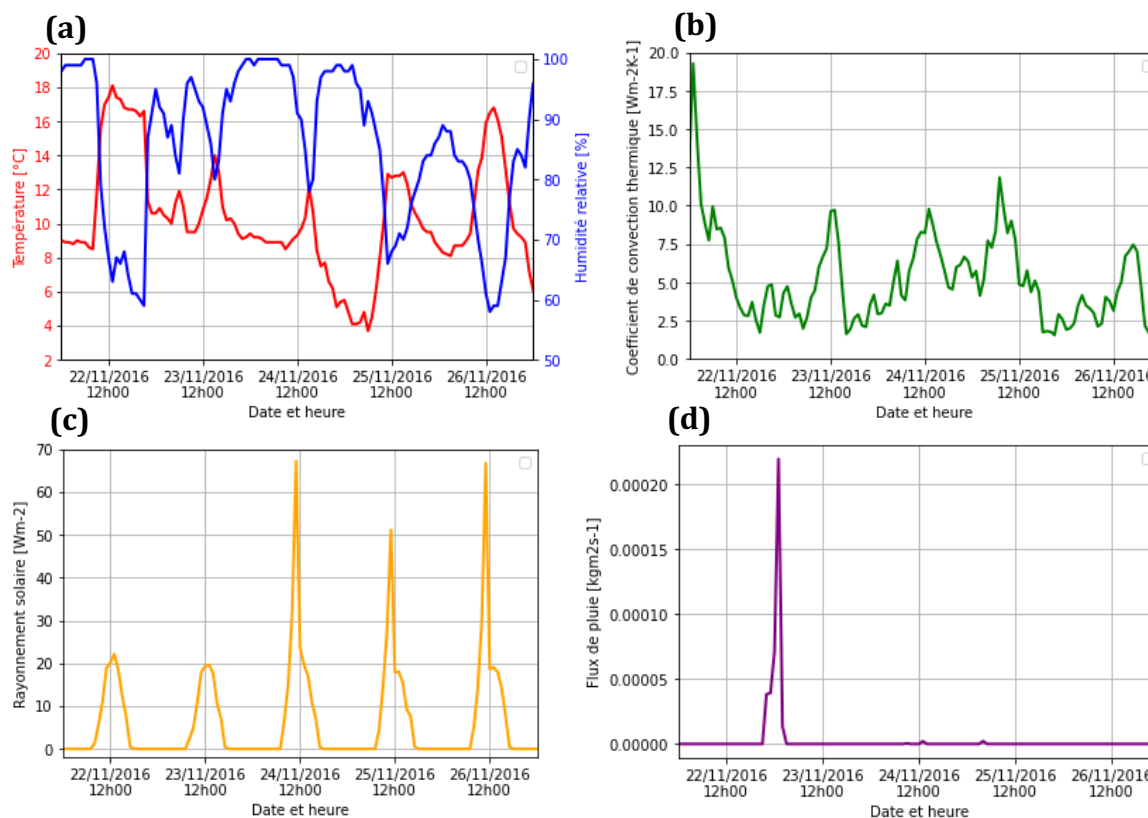 (a)
20
18
16
14
12
10
8
6
4
2
Température [°C]
100
90
80
70
60
50
Humidité relative [%]
22/11/2016 23/11/2016 24/11/2016 25/11/2016 26/11/2016
12h00 12h00 12h00 12h00 12h00
Date et heure
(b)
20.0
17.5
15.0
12.5
10.0
7.5
5.0
2.5
0.0
Coefficient de convection thermique [Wm-2K-1]
22/11/2016 23/11/2016 24/11/2016 25/11/2016 26/11/2016
12h00 12h00 12h00 12h00 12h00
Date et heure
(c)
70
60
50
40
30
20
10
0
Rayonnement solaire [Wm-2]
22/11/2016 23/11/2016 24/11/2016 25/11/2016 26/11/2016
12h00 12h00 12h00 12h00 12h00
Date et heure
(d)
0.00020
0.00015
0.00010
0.00005
0.00000
Flux de pluie [kgm2s-1]
22/11/2016 23/11/2016 24/11/2016 25/11/2016 26/11/2016
12h00 12h00 12h00 12h00 12h00
Date et heure